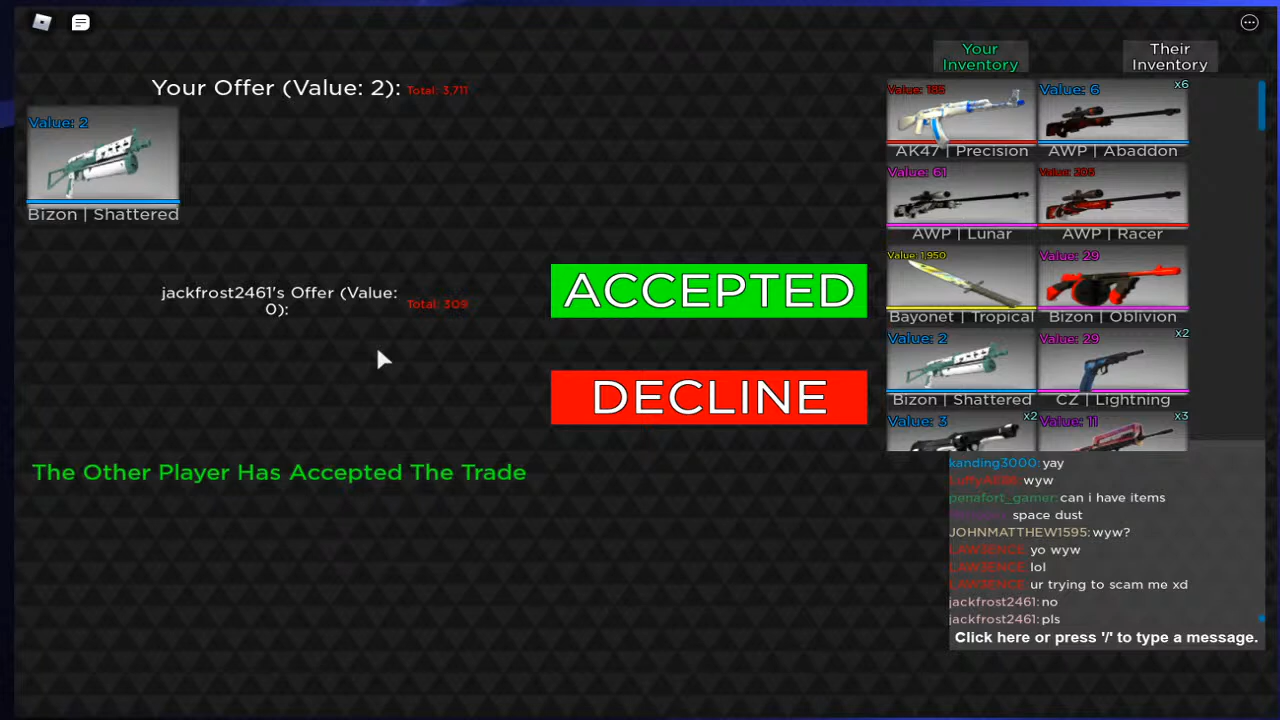 Your Offer (Value: 2): Total: 3,711
Value: 2
Bizon | Shattered
jackfrost2461's Offer (Value: 0): Total: 309
ACCEPTED
DECLINE
The Other Player Has Accepted The Trade
Your Inventory
Their Inventory
AK47 | Precision
Value: 6 x6
AWP | Abaddon
Value: 61
AWP | Lunar
AWP | Racer
Value: 1,950
Bayonet | Tropical
Value: 29
Bizon | Oblivion
Value: 2
Bizon | Shattered
Value: 29 x2
CZ | Lightning
Value: 3 x2
Value: 11 x3
kanding3000: yay
wyw
penafort_gamer: can i have items
space dust
JOHNMATTHEW1595: wyw?
LAW3ENCE: yo wyw
LAW3ENCE: lol
LAW3ENCE: ur trying to scam me xd
jackfrost2461: no
jackfrost2461: pls
Click here or press '/' to type a message.